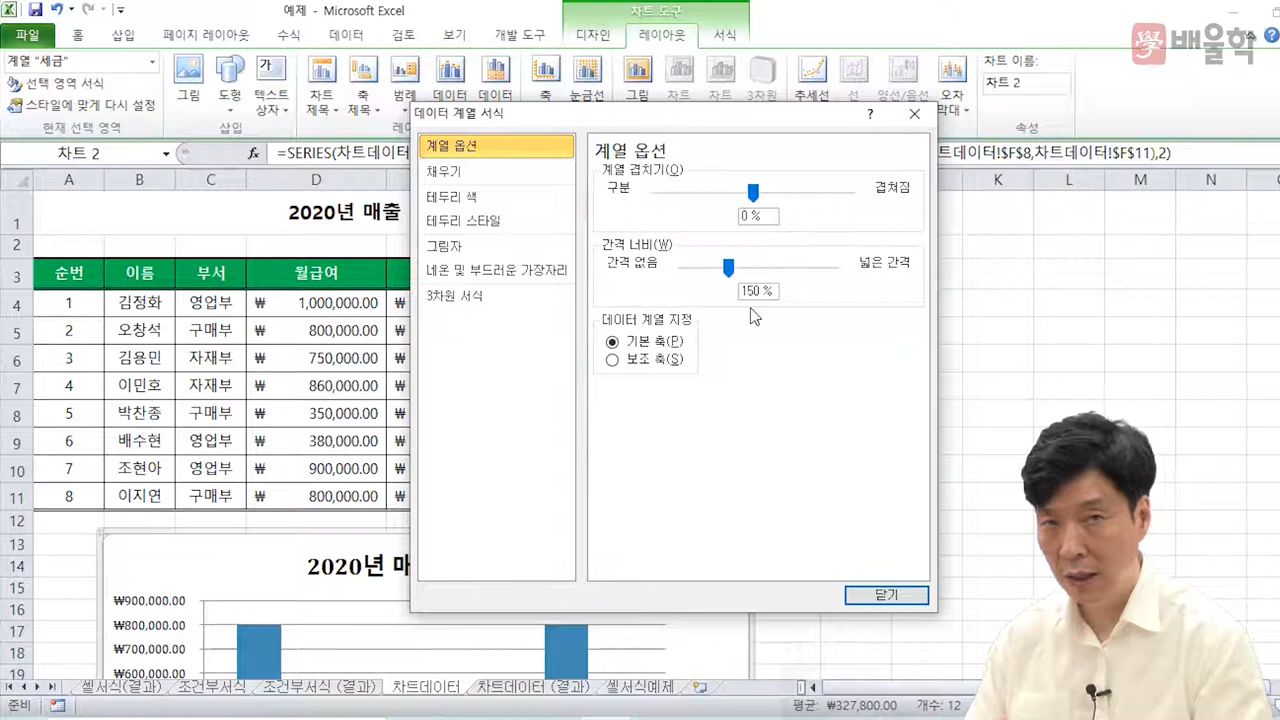 예제 - Microsoft Excel
차트 도구
파일 홈 삽입 페이지 레이아웃 수식 데이터 검토 보기 개발 도구 디자인 레이아웃 서식
學 배울학
계열 "세금"
선택 영역 서식
스타일에 맞게 다시 설정
현재 선택 영역
그림 도형 텍스트 상자
삽입
차트 제목 축 제목 범례 데이터 데이터
축 눈금선
그림 차트 차트 3차원
추세선 선 양선/음선 오차 막대
차트 이름:
차트 2
속성
차트 2
fx
=SERIES(차트데이터
데이터!$F$8,차트데이터!$F$11),2)
A B C D K L M N
1 2020년 매출
2
3 순번 이름 부서 월급여
4 1 김정화 영업부 ₩ 1,000,000.00 ₩
5 2 오창석 구매부 ₩ 800,000.00 ₩
6 3 김용민 자재부 ₩ 750,000.00 ₩
7 4 이민호 자재부 ₩ 860,000.00 ₩
8 5 박찬종 구매부 ₩ 350,000.00 ₩
9 6 배수현 영업부 ₩ 380,000.00 ₩
10 7 조현아 영업부 ₩ 900,000.00 ₩
11 8 이지연 구매부 ₩ 800,000.00 ₩
12
13
14
15
16
17
18
19
2020년 매
₩900,000.00
₩800,000.00
₩700,000.00
₩600,000.00
데이터 계열 서식
?
계열 옵션
채우기
테두리 색
테두리 스타일
그림자
네온 및 부드러운 가장자리
3차원 서식
계열 옵션
계열 겹치기(O)
구분 겹쳐짐
0 %
간격 너비(W)
간격 없음 넓은 간격
150 %
데이터 계열 지정
기본 축(P)
보조 축(S)
닫기
셀서식(결과) 조건부서식 조건부서식 (결과) 차트데이터 차트데이터 (결과) 셀서식예제
준비
평균: ₩327,800.00 개수: 12